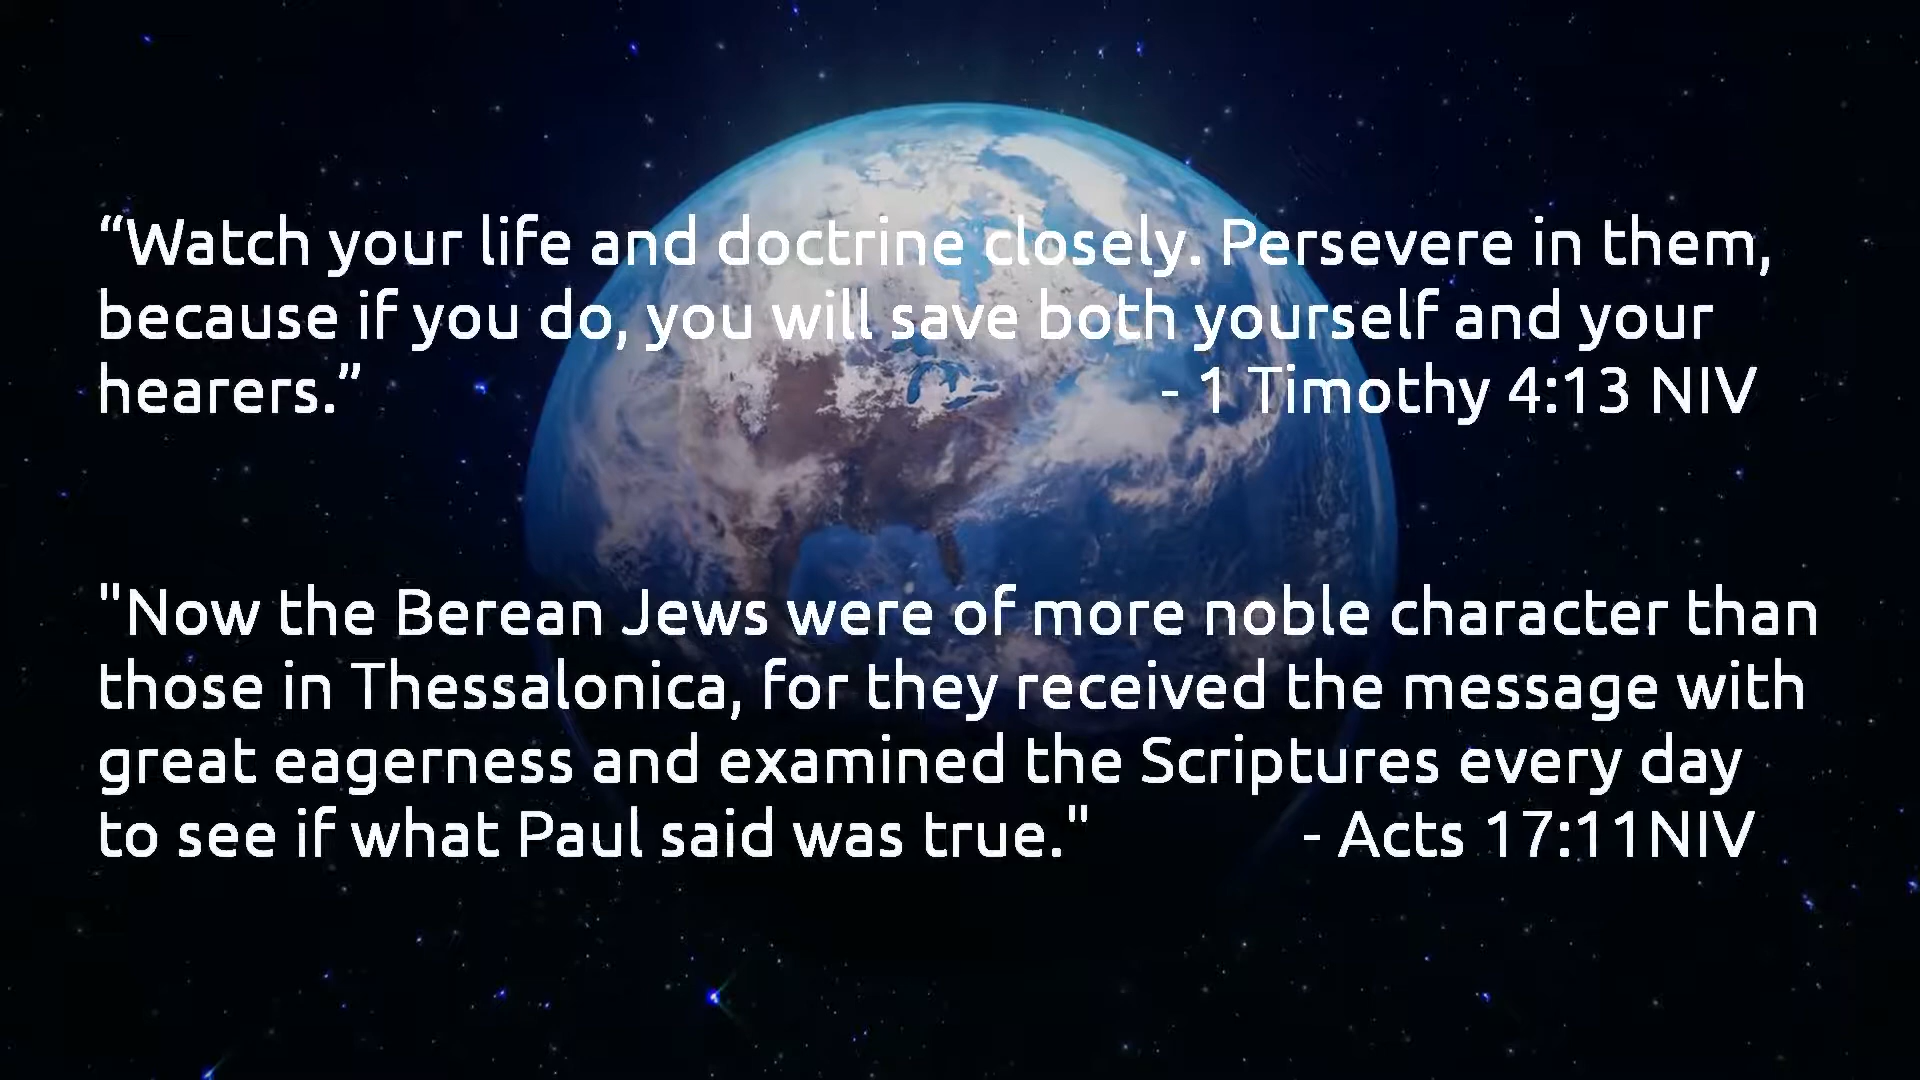 “Watch your life and doctrine closely. Persevere in them,
because if you do, you will save both yourself and your
hearers.” - 1 Timothy 4:13 NIV
"Now the Berean Jews were of more noble character than
those in Thessalonica, for they received the message with
great eagerness and examined the Scriptures every day
to see if what Paul said was true." - Acts 17:11NIV